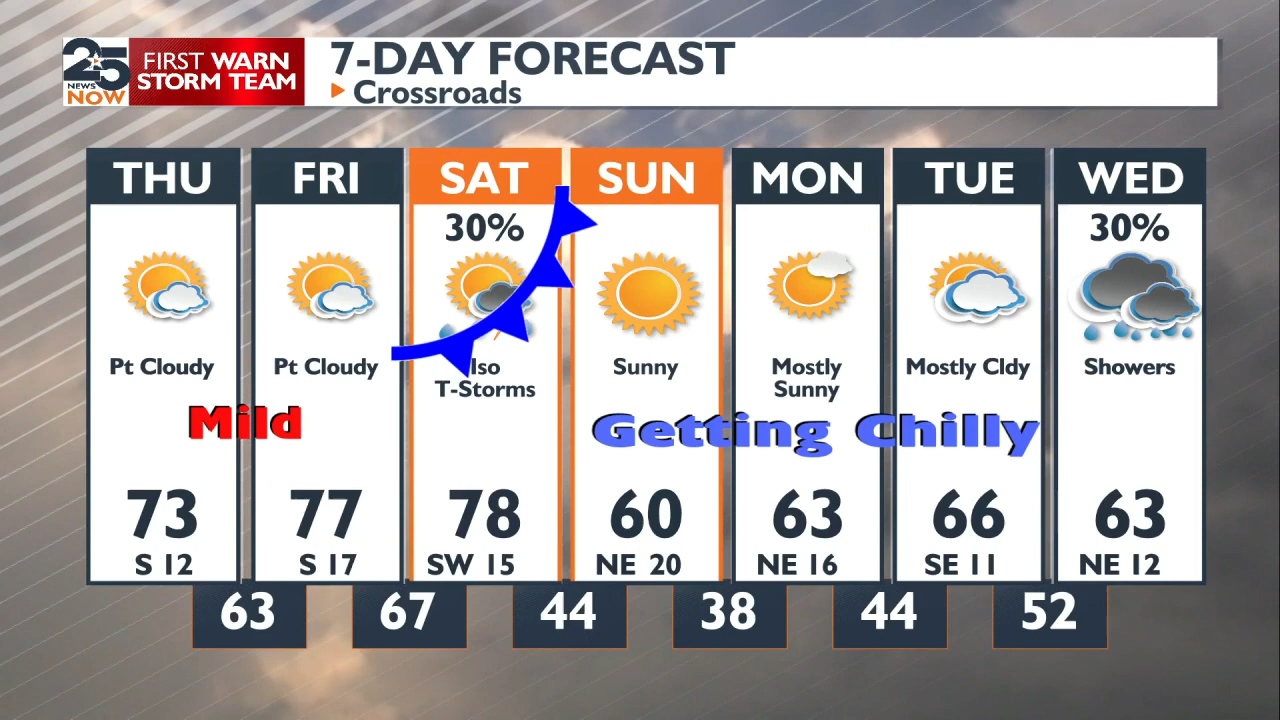 25
NEWS
NOW
FIRST WARN
STORM TEAM
7-DAY FORECAST
Crossroads
THU
FRI
SAT
SUN
MON
TUE
WED
30%
30%
Pt Cloudy
Pt Cloudy
Iso
T-Storms
Sunny
Mostly
Sunny
Mostly Cldy
Showers
Mild
Getting Chilly
73
77
78
60
63
66
63
S 12
S 17
SW 15
NE 20
NE 16
SE 11
NE 12
63
67
44
38
44
52